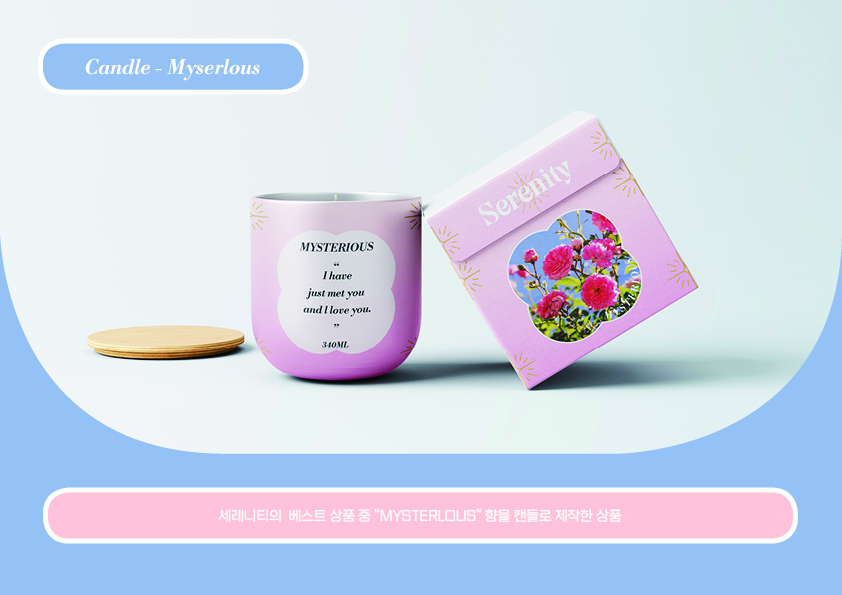 Candle - Myserlous
Serenity
MYSTERIOUS
“
I have
just met you
and l love you.
”
340ML
세레니티의 베스트 상품 중 "MYSTERLOUS" 향을 캔들로 제작한 상품